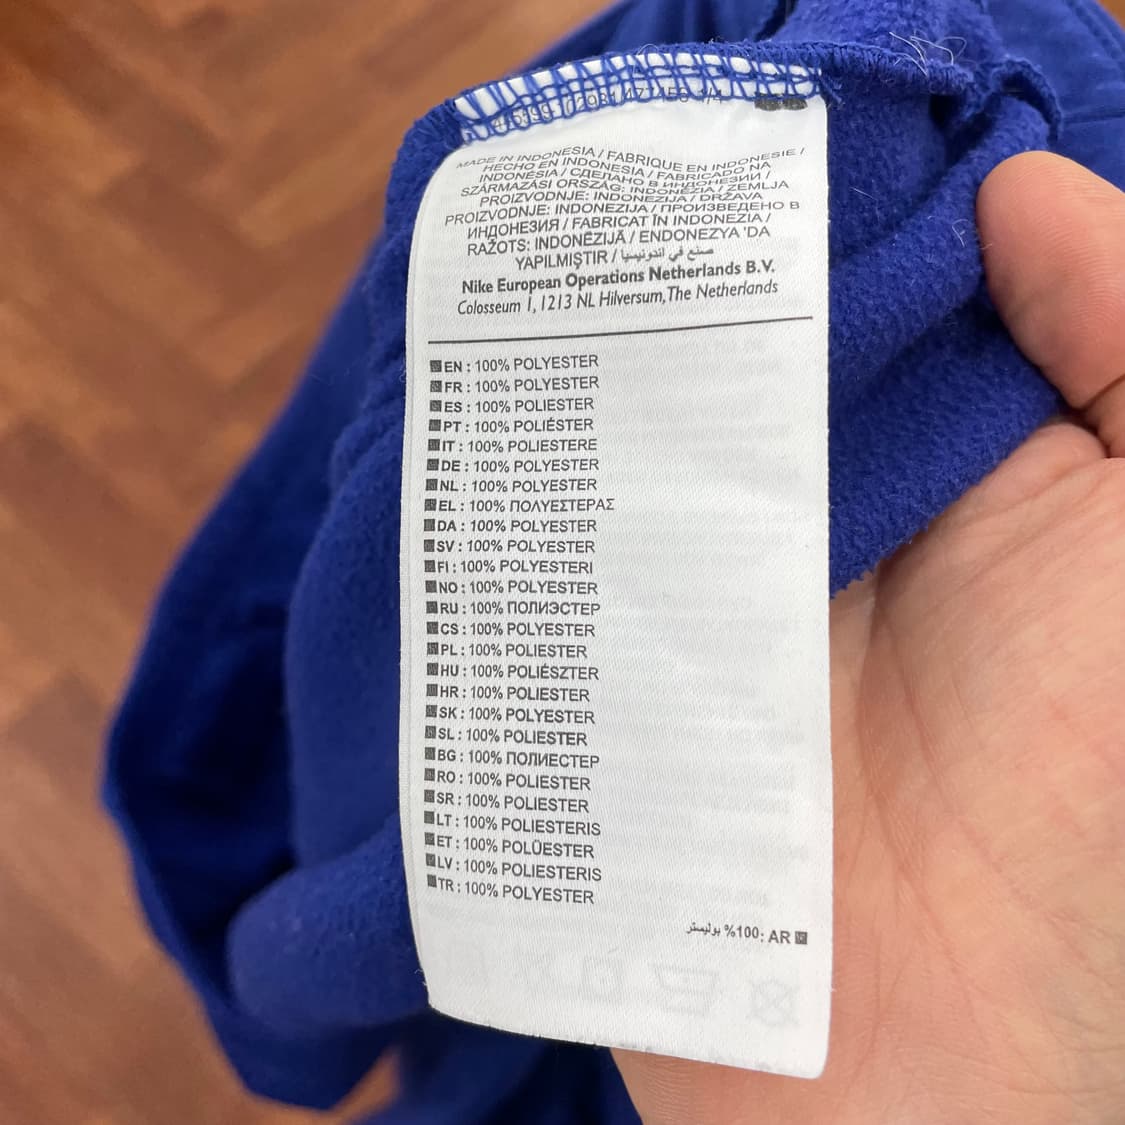 MADE IN INDONESIA / FABRIQUE EN INDONESIE /
HECHO EN INDONESIA / FABRICADO NA
INDONÉSIA / СДЕЛАНО В ИНДОНЕЗИИ /
SZÁRMAZÁSI ORSZÁG: INDONÉZIA / ZEMLJA
PROIZVODNJE: INDONEZIJA / DRŽAVA
PROIZVODNJE: INDONEZIJA / ПРОИЗВЕДЕНО В
ИНДОНЕЗИЯ / FABRICAT ÎN INDONEZIA /
RAŽOTS: INDONĒZIJĀ / ENDONEZYA 'DA
YAPILMIŞTIR / صنع في اندونيسيا
Nike European Operations Netherlands B.V.
Colosseum 1, 1213 NL Hilversum, The Netherlands
EN : 100% POLYESTER
FR : 100% POLYESTER
ES : 100% POLIESTER
PT : 100% POLIÉSTER
IT : 100% POLIESTERE
DE : 100% POLYESTER
NL : 100% POLYESTER
EL : 100% ΠΟΛΥΕΣΤΕΡΑΣ
DA : 100% POLYESTER
SV : 100% POLYESTER
FI : 100% POLYESTERI
NO : 100% POLYESTER
RU : 100% ПОЛИЭСТЕР
CS : 100% POLYESTER
PL : 100% POLIESTER
HU : 100% POLIÉSZTER
HR : 100% POLIESTER
SK : 100% POLYESTER
SL : 100% POLIESTER
BG : 100% ПОЛИЕСТЕР
RO : 100% POLIESTER
SR : 100% POLIESTER
LT : 100% POLIESTERIS
ET : 100% POLÜESTER
LV : 100% POLIESTERIS
TR : 100% POLYESTER
AR :100% بوليستر